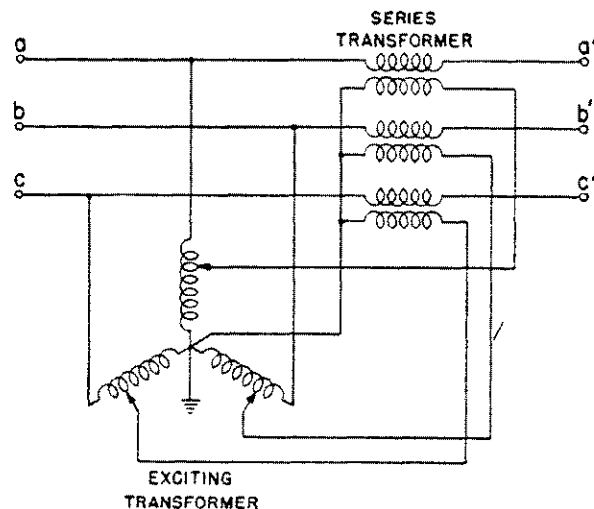 SERIES
TRANSFORMER
a
a'
b
b'
c
c'
EXCITING
TRANSFORMER